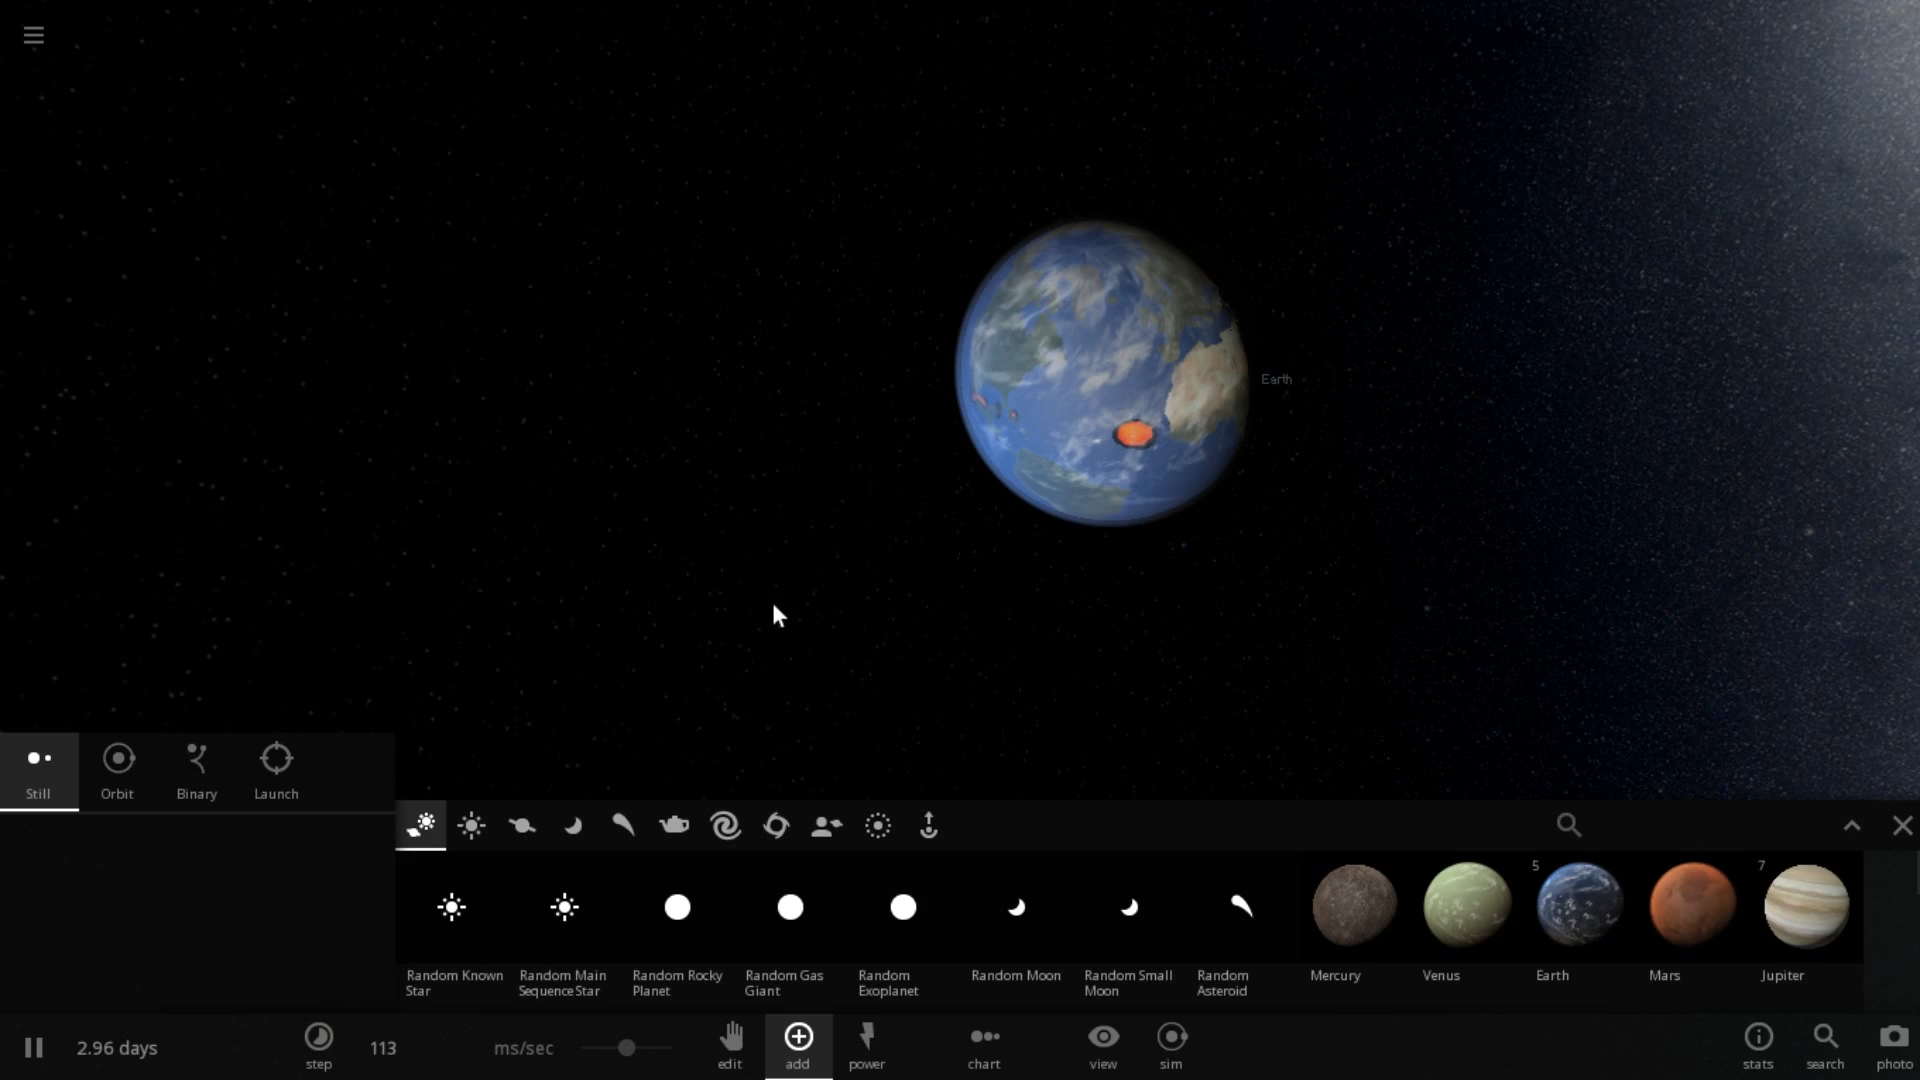 Earth
Still Orbit Binary Launch
5 7
Random Known Star
Random Main Sequence Star
Random Rocky Planet
Random Gas Giant
Random Exoplanet
Random Moon
Random Small Moon
Random Asteroid
Mercury
Venus
Earth
Mars
Jupiter
2.96 days
step
113
ms/sec
edit
add
power
chart
view
sim
stats
search
photo